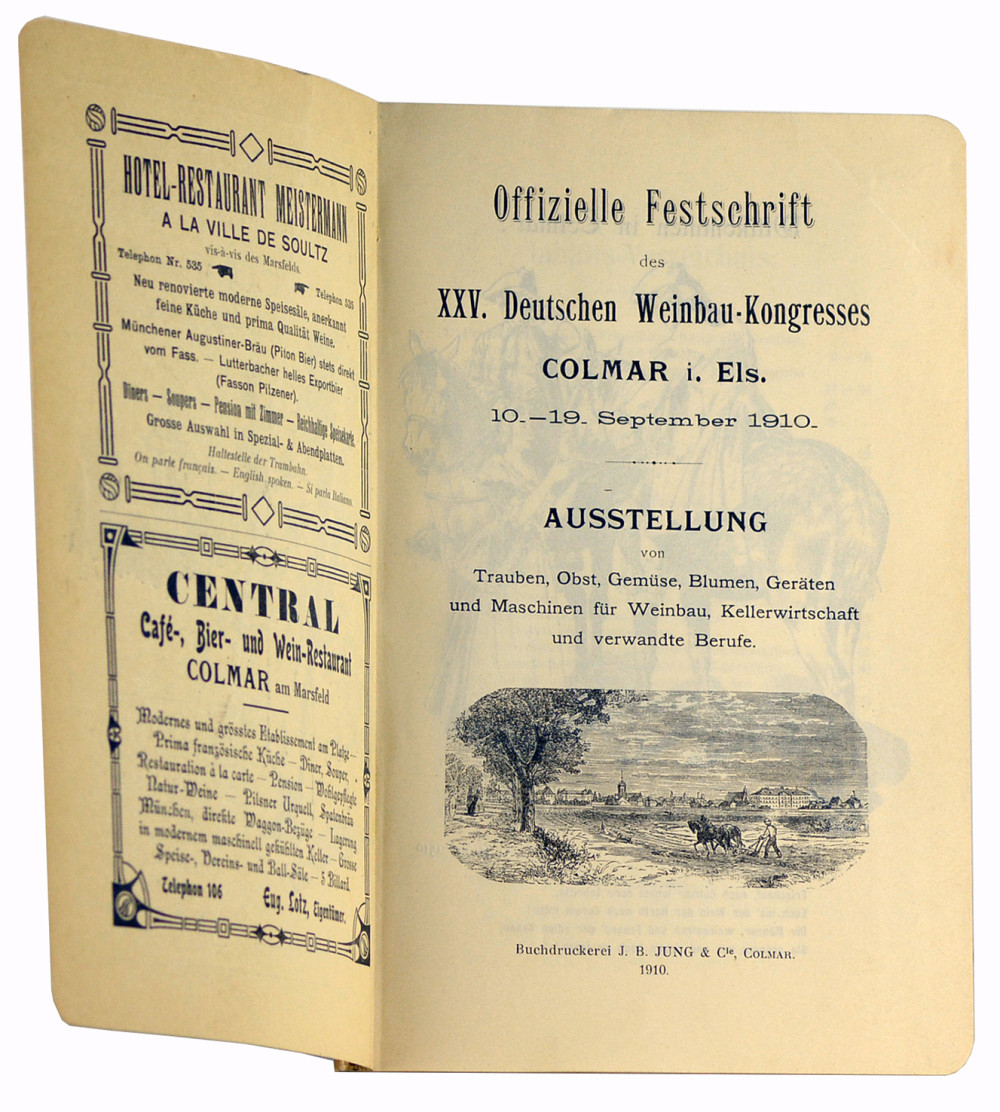 HOTEL-RESTAURANT MEISTERMANN
A LA VILLE DE SOULTZ
vis-à-vis des Marsfelds.
Telephon Nr. 535
Telephon 535
Neu renovierte moderne Speisesäle, anerkannt
feine Küche und prima Qualität Weine.
Münchener Augustiner-Bräu (Piton Bier) stets direkt
vom Fass. — Lutterbacher helles Exportbier
(Fasson Pilzener).
Diners — Soupers — Pension mit Zimmer — Reichhaltige Speisekarte.
Grosse Auswahl in Spezial- & Abendplatten.
Haltestelle der Trambahn.
On parle français. — English spoken. — Si parla Italiano.
CENTRAL
Café-, Bier- und Wein-Restaurant
COLMAR am Marsfeld
Modernes und grösstes Etablissement am Platze —
Prima französische Küche — Diner, Souper,
Restauration à la carte — Pension — Wohlgepflegte
Natur-Weine — Pilsner Urquell, Spatenbräu
München, direkte Waggon-Bezüge — Lagerung
in modernem maschinell gekühlten Keller — Grosse
Speise-, Vereins- und Ball-Säle — 3 Billard.
Telephon 106
Eug. Lotz, Eigentümer.
Offizielle Festschrift
des
XXV. Deutschen Weinbau-Kongresses
COLMAR i. Els.
10.—19. September 1910.
AUSSTELLUNG
von
Trauben, Obst, Gemüse, Blumen, Geräten
und Maschinen für Weinbau, Kellerwirtschaft
und verwandte Berufe.
Buchdruckerei J. B. JUNG & Cie, COLMAR.
1910.